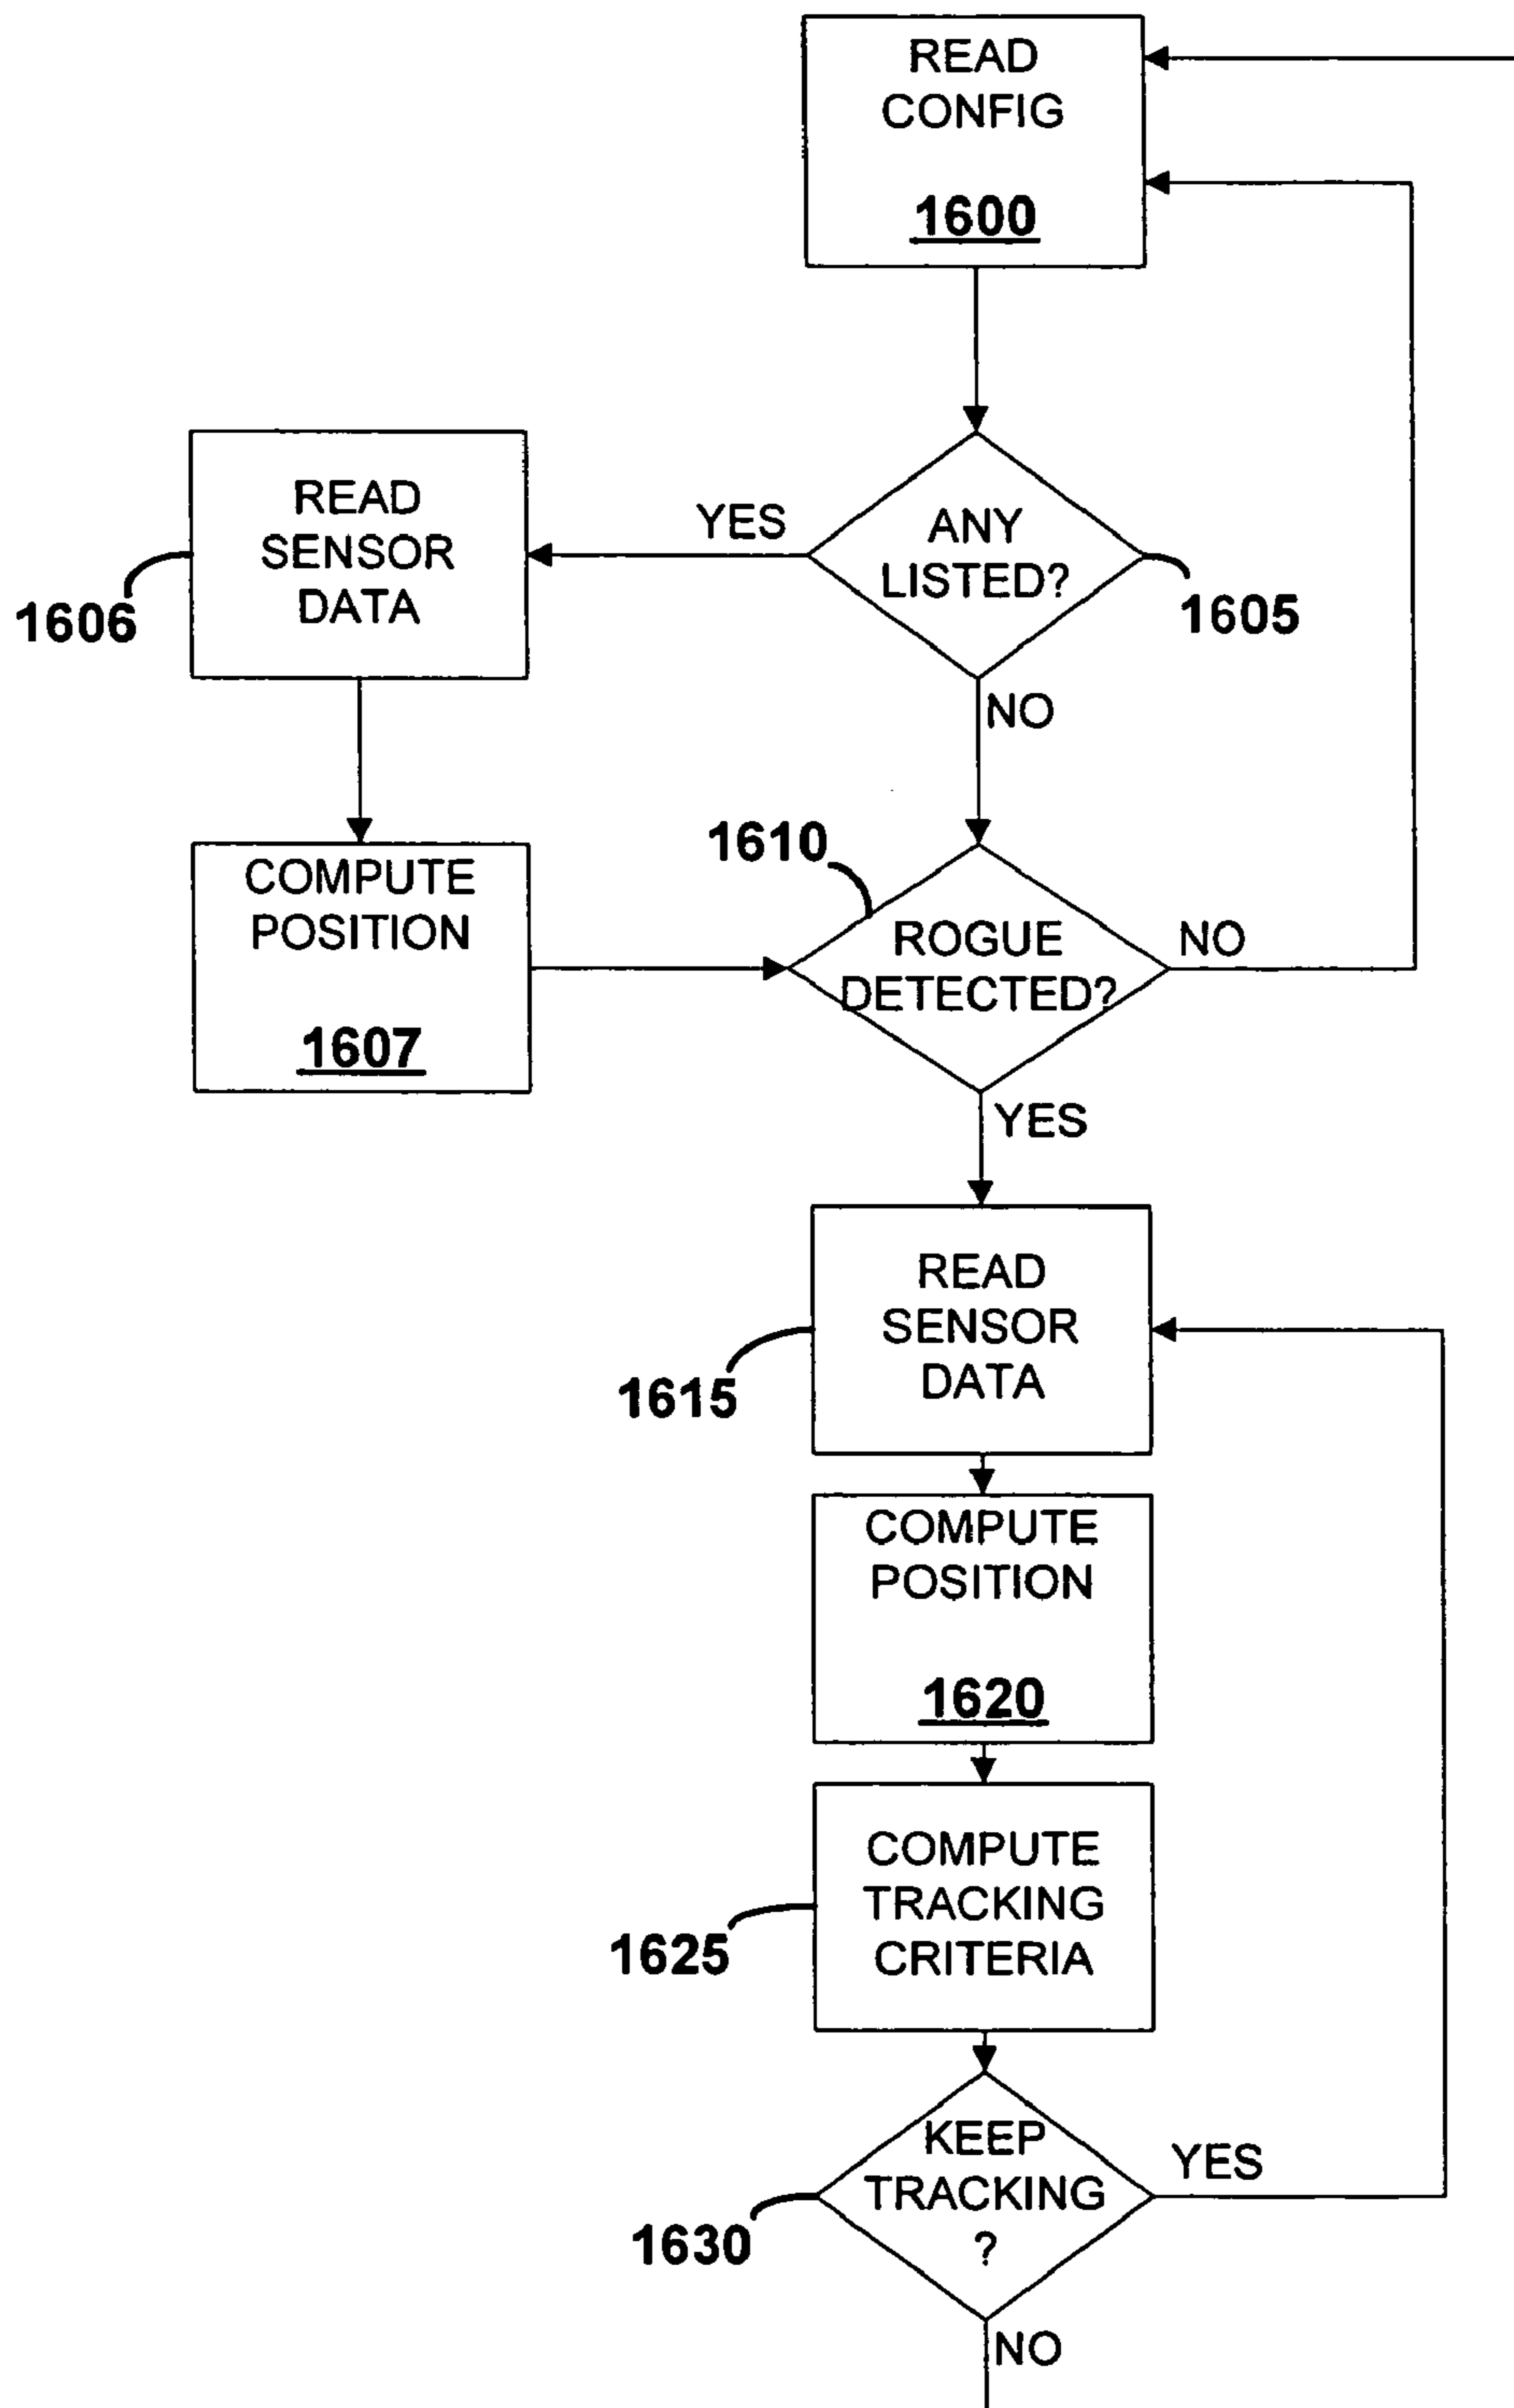 READ
CONFIG
1600
READ
SENSOR
DATA
1606
YES
ANY
LISTED?
1605
NO
COMPUTE
POSITION
1607
1610
ROGUE
DETECTED?
NO
YES
READ
SENSOR
DATA
1615
COMPUTE
POSITION
1620
COMPUTE
TRACKING
CRITERIA
1625
KEEP
TRACKING
?
YES
1630
NO